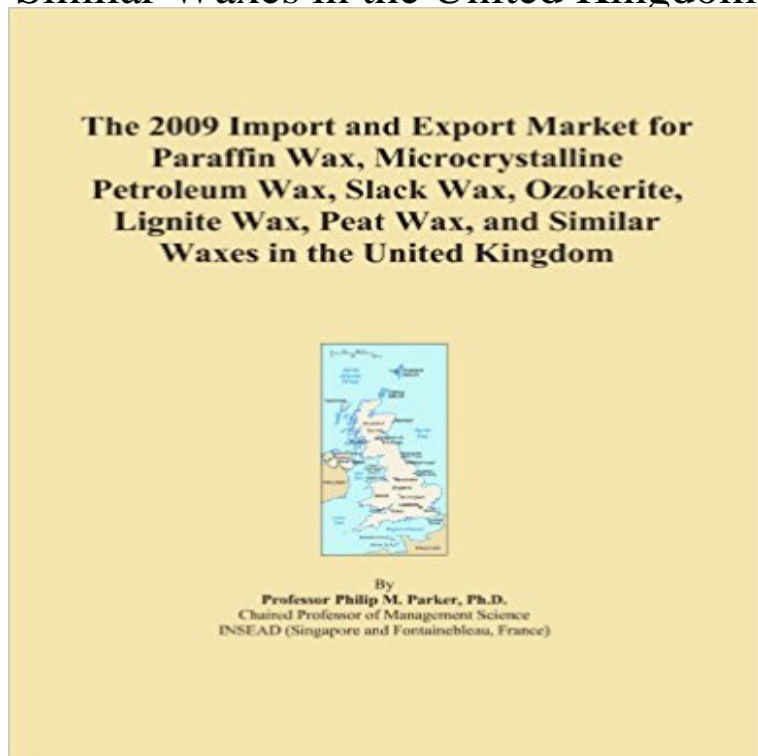 Similar Waxes in the United Kingdom
The 2009 Import and Export Market for
Paraffin Wax, Microcrystalline
Petroleum Wax, Slack Wax, Ozokerite,
Lignite Wax, Peat Wax, and Similar
Waxes in the United Kingdom
By
Professor Philip M. Parker, Ph.D.
Chaired Professor of Management Science
INSEAD (Singapore and Fontainebleau, France)